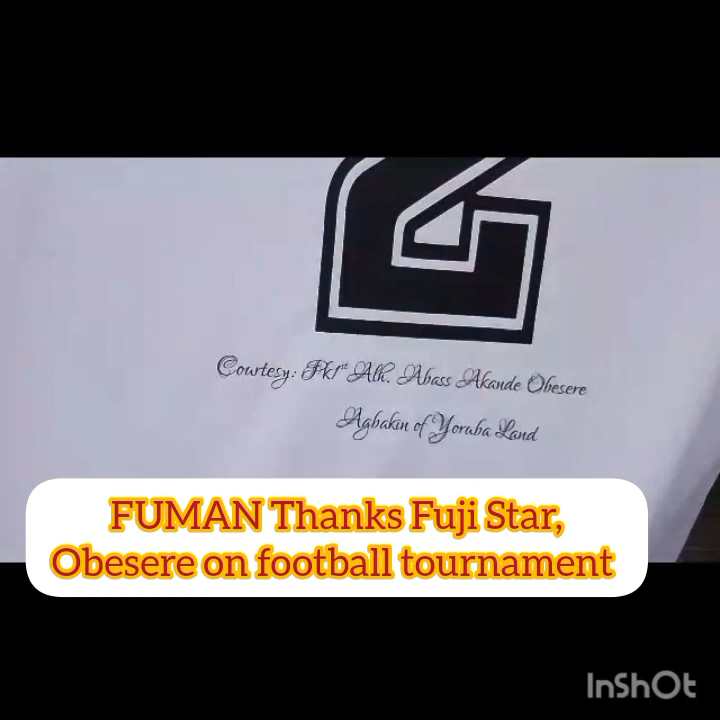 2
Courtesy: Pk1st Alh. Abass Akande Obesere
Agbakin of Yoruba Land
FUMAN Thanks Fuji Star,
Obesere on football tournament
InShOt